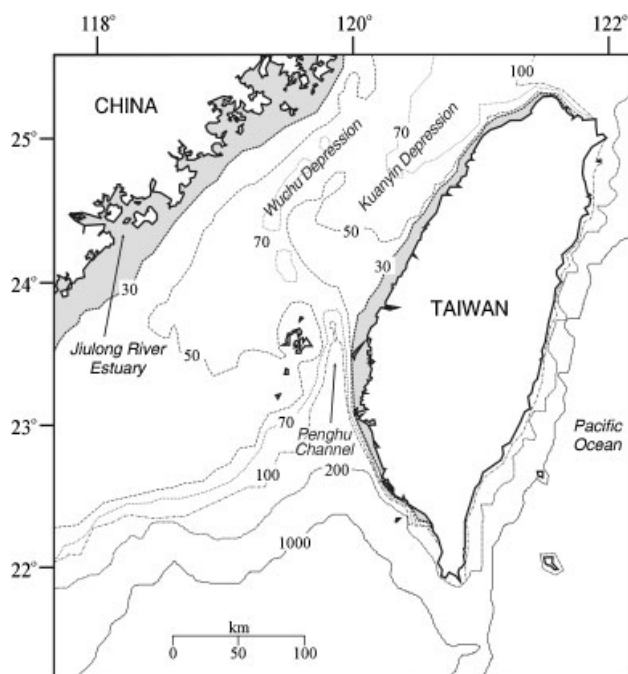 118°
120°
122°
100
CHINA
25°
70
Wuchu Depression
Kuanyin Depression
50
70
24°
30
30
TAIWAN
Jiulong River
Estuary
50
23°
70
Penghu
Channel
Pacific
Ocean
100
200
1000
22°
km
0 50 100